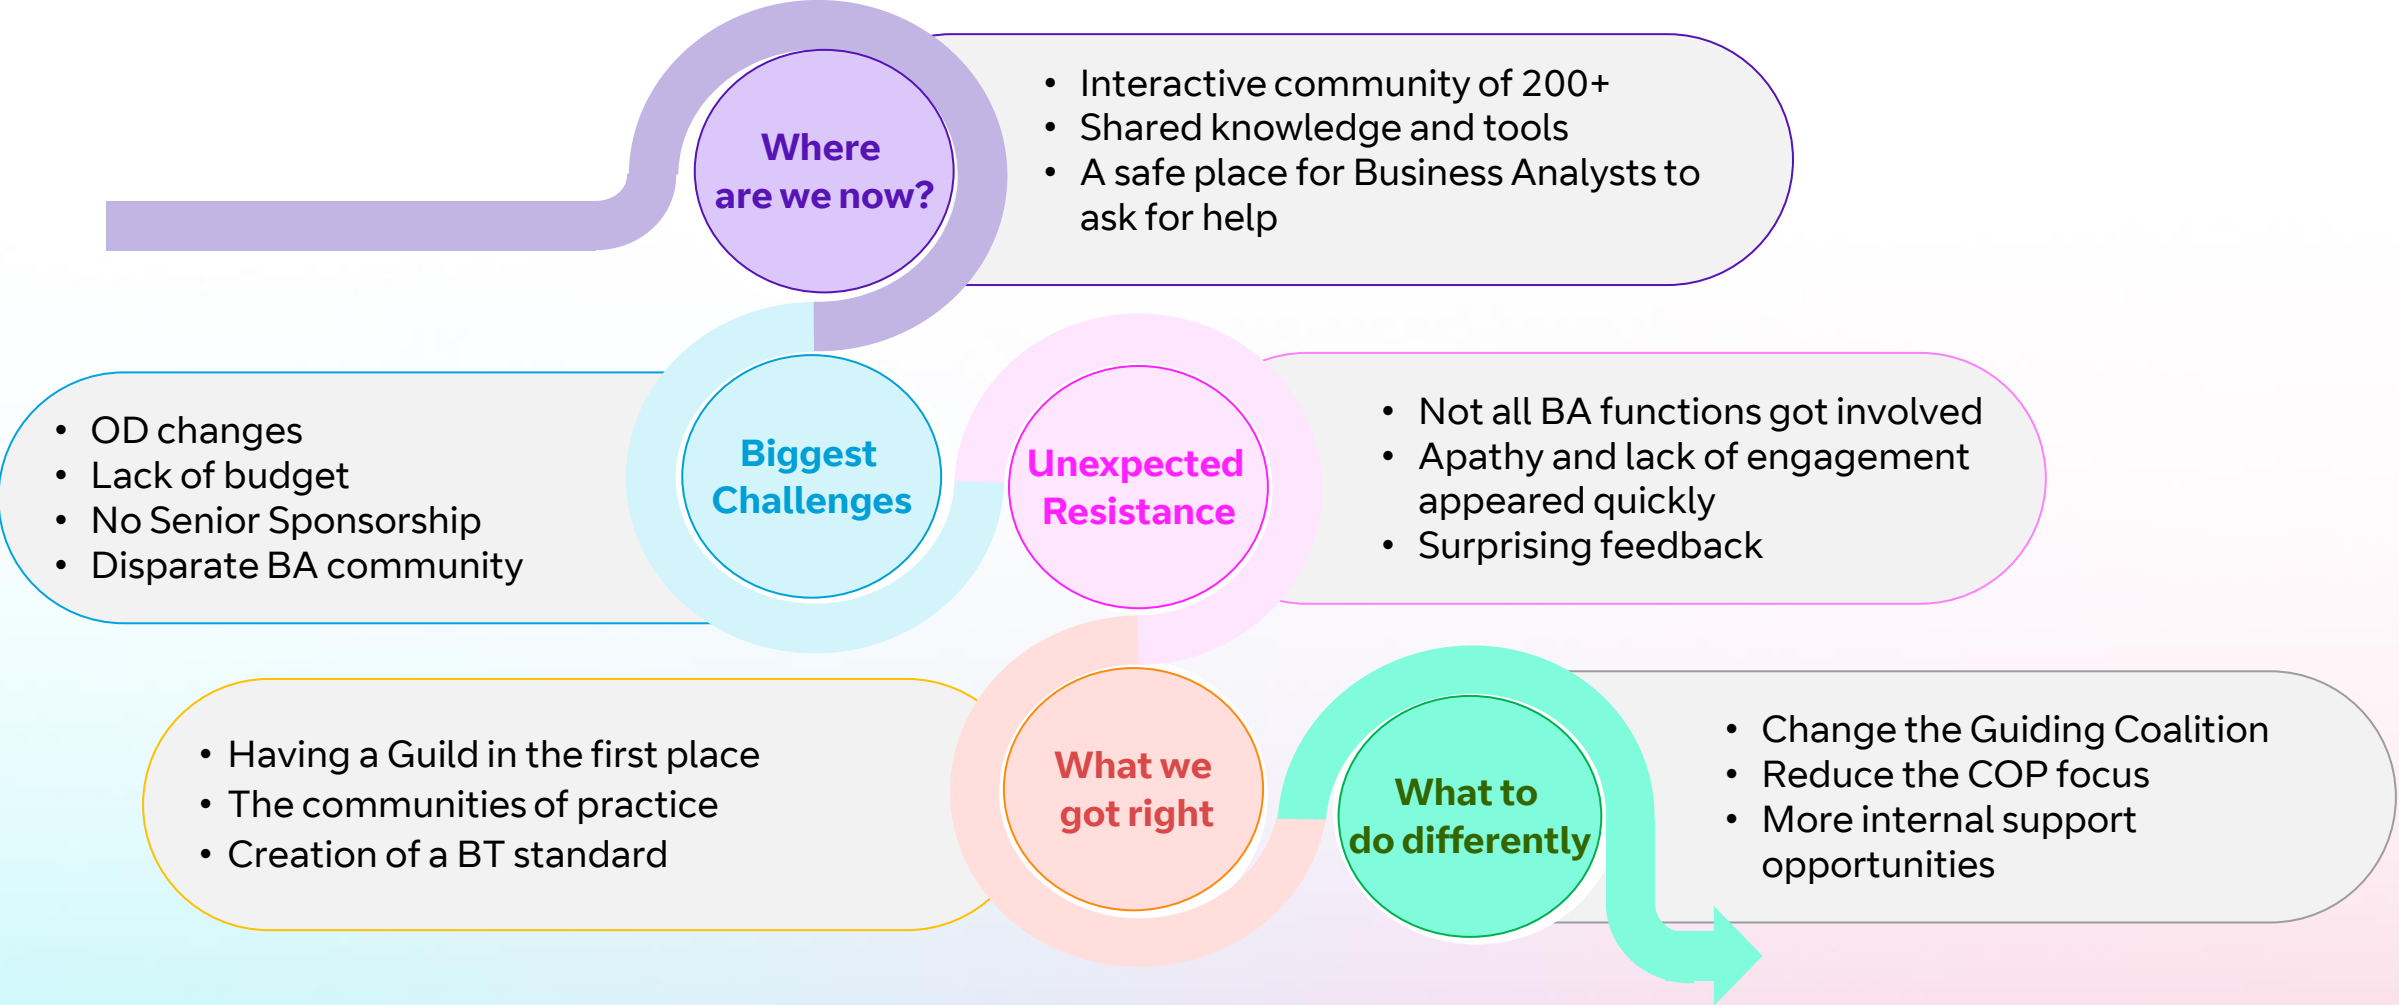 Where
are we now?
• Interactive community of 200+
• Shared knowledge and tools
• A safe place for Business Analysts to
ask for help
Biggest
Challenges
• OD changes
• Lack of budget
• No Senior Sponsorship
• Disparate BA community
Unexpected
Resistance
• Not all BA functions got involved
• Apathy and lack of engagement
appeared quickly
• Surprising feedback
What we
got right
• Having a Guild in the first place
• The communities of practice
• Creation of a BT standard
What to
do differently
• Change the Guiding Coalition
• Reduce the COP focus
• More internal support
opportunities